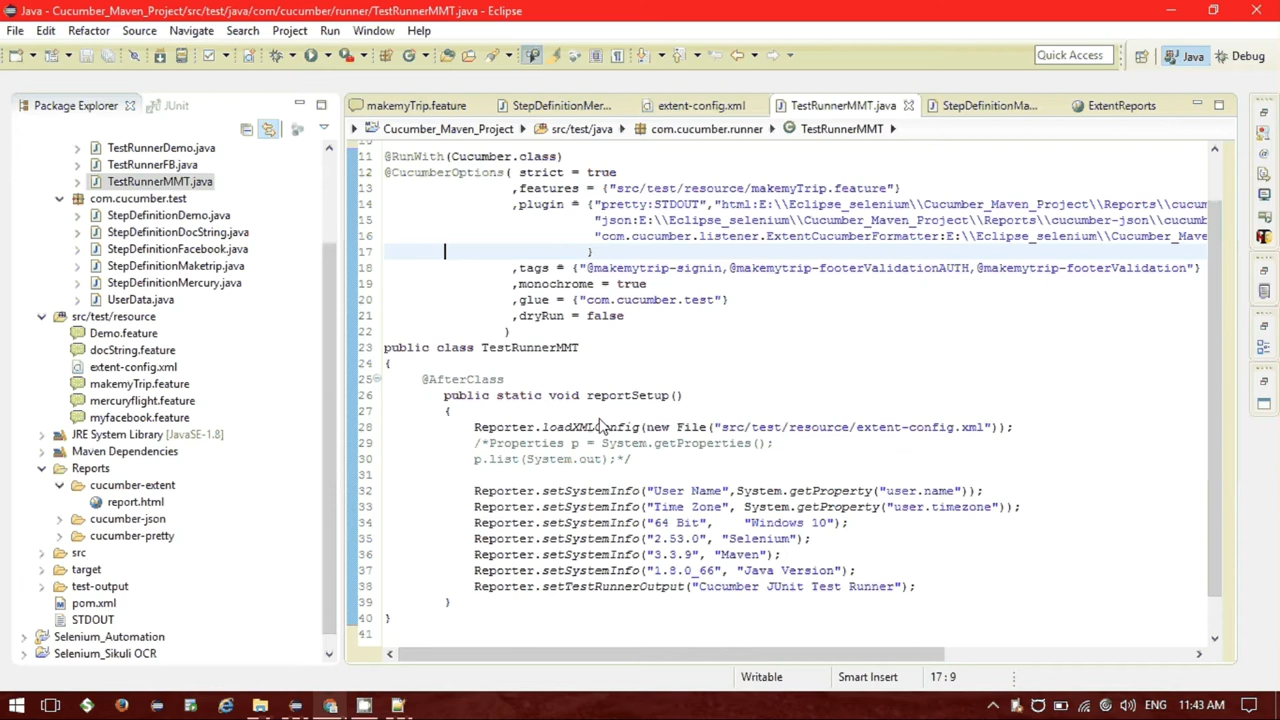 Java - Cucumber_Maven_Project/src/test/java/com/cucumber/runner/TestRunnerMMT.java - Eclipse
File Edit Refactor Source Navigate Search Project Run Window Help
Quick Access Java Debug
Package Explorer JUnit
makemyTrip.feature StepDefinitionMer... extent-config.xml TestRunnerMMT.java StepDefinitionMa... ExtentReports
Cucumber_Maven_Project src/test/java com.cucumber.runner TestRunnerMMT
TestRunnerDemo.java
TestRunnerFB.java
TestRunnerMMT.java
com.cucumber.test
StepDefinitionDemo.java
StepDefinitionDocString.java
StepDefinitionFacebook.java
StepDefinitionMaketrip.java
StepDefinitionMercury.java
UserData.java
src/test/resource
Demo.feature
docString.feature
extent-config.xml
makemyTrip.feature
mercuryflight.feature
myfacebook.feature
JRE System Library [JavaSE-1.8]
Maven Dependencies
Reports
cucumber-extent
report.html
cucumber-json
cucumber-pretty
src
target
test-output
pom.xml
STDOUT
Selenium_Automation
Selenium_Sikuli OCR
11 @RunWith(Cucumber.class)
12 @CucumberOptions( strict = true
13 ,features = {"src/test/resource/makemyTrip.feature"}
14 ,plugin = {"pretty:STDOUT","html:E:\\Eclipse_selenium\\Cucumber_Maven_Project\\Reports\\cucum
15 "json:E:\\Eclipse_selenium\\Cucumber_Maven_Project\\Reports\\cucumber-json\\cucumb
16 "com.cucumber.listener.ExtentCucumberFormatter:E:\\Eclipse_selenium\\Cucumber_Mave
17 }
18 ,tags = {"@makemytrip-signin,@makemytrip-footerValidationAUTH,@makemytrip-footerValidation"}
19 ,monochrome = true
20 ,glue = {"com.cucumber.test"}
21 ,dryRun = false
22 )
23 public class TestRunnerMMT
24 {
25 @AfterClass
26 public static void reportSetup()
27 {
28 Reporter.loadXMLConfig(new File("src/test/resource/extent-config.xml"));
29 /*Properties p = System.getProperties();
30 p.list(System.out);*/
31
32 Reporter.setSystemInfo("User Name",System.getProperty("user.name"));
33 Reporter.setSystemInfo("Time Zone", System.getProperty("user.timezone"));
34 Reporter.setSystemInfo("64 Bit", "Windows 10");
35 Reporter.setSystemInfo("2.53.0", "Selenium");
36 Reporter.setSystemInfo("3.3.9", "Maven");
37 Reporter.setSystemInfo("1.8.0_66", "Java Version");
38 Reporter.setTestRunnerOutput("Cucumber JUnit Test Runner");
39 }
40 }
41
Writable Smart Insert 17 : 9
ENG 11:43 AM